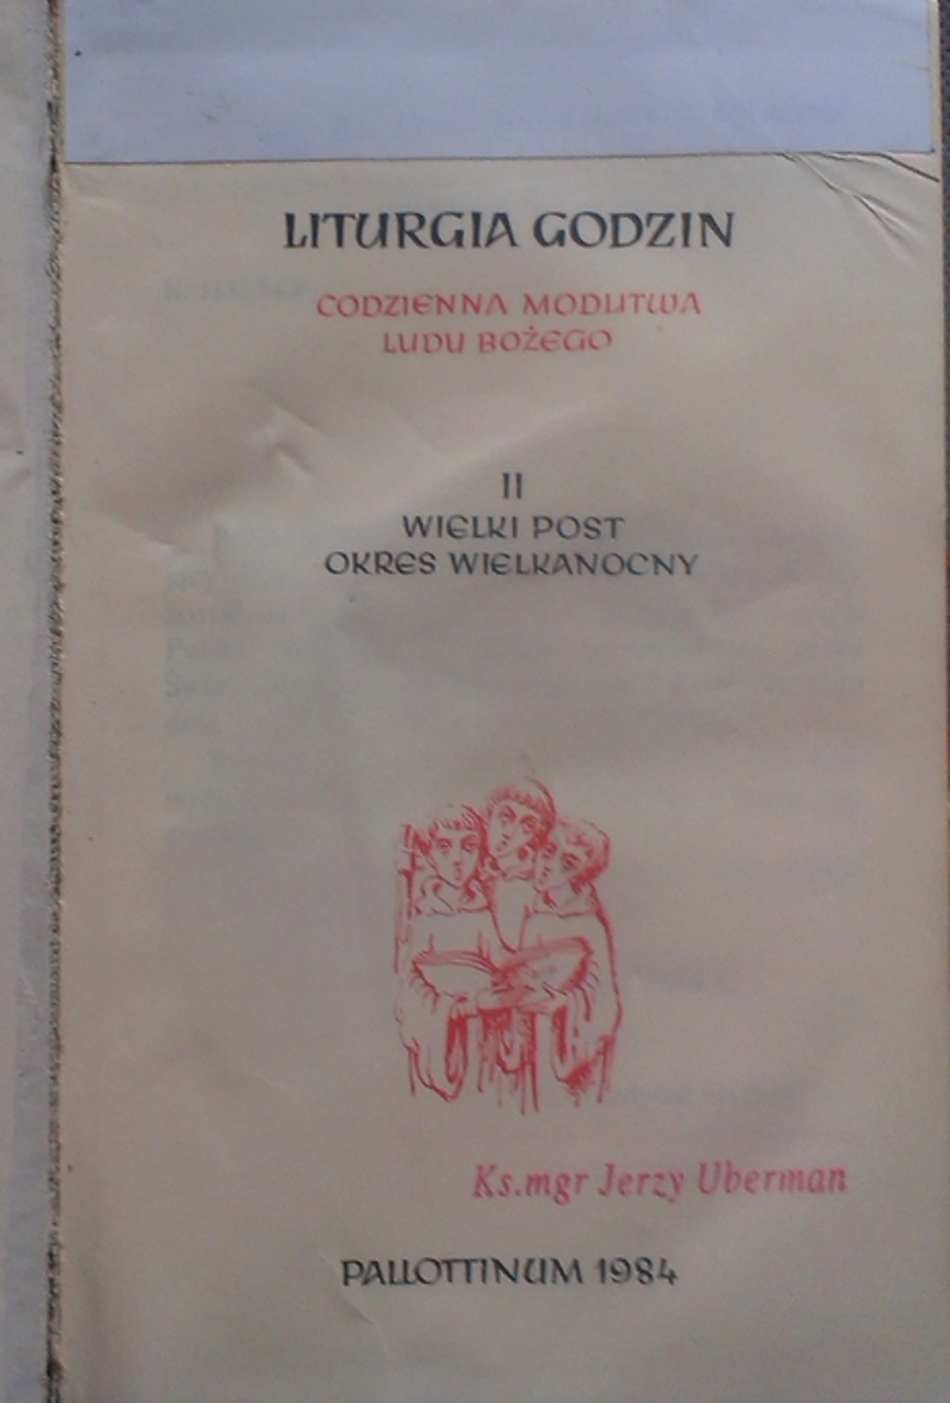 LITURGIA GODZIN
CODZIENNA MODLITWA
LUDU BOŻEGO
II
WIELKI POST
OKRES WIELKANOCNY
Ks.mgr Jerzy Uberman
PALLOTTINUM 1984